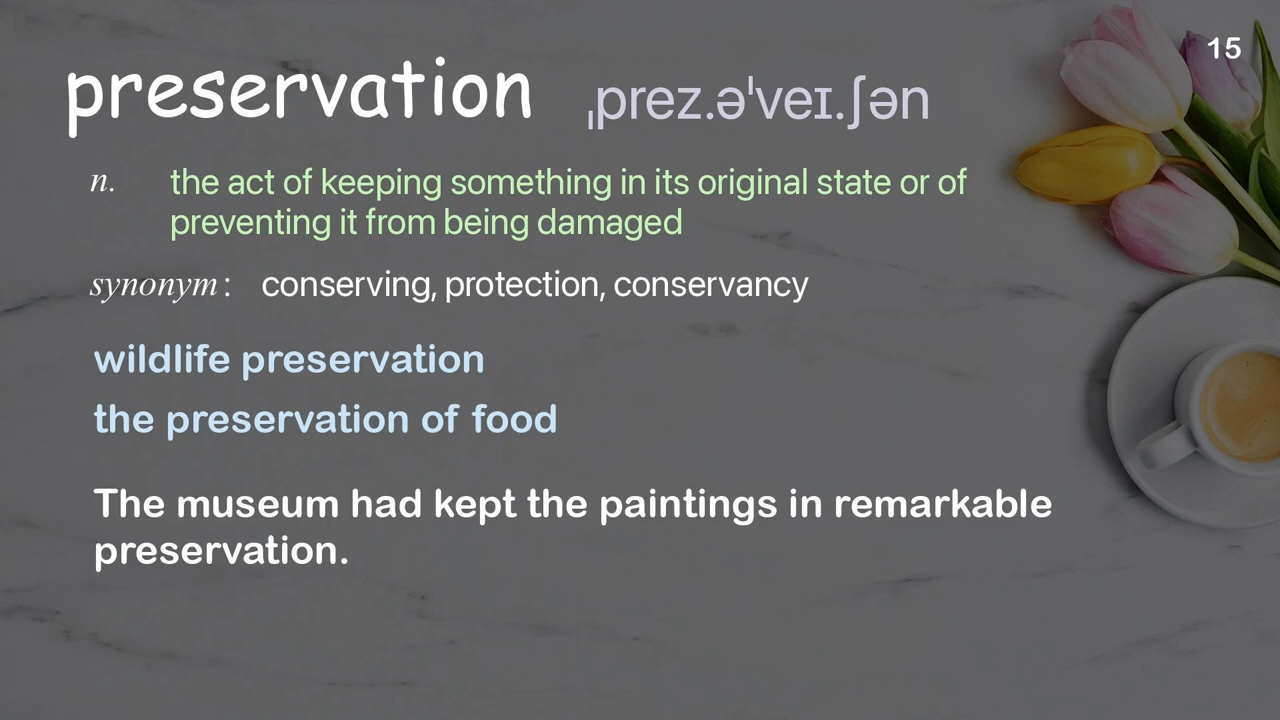 15
preservation ˌprez.əˈveɪ.ʃən
n. the act of keeping something in its original state or of
preventing it from being damaged
synonym: conserving, protection, conservancy
wildlife preservation
the preservation of food
The museum had kept the paintings in remarkable
preservation.